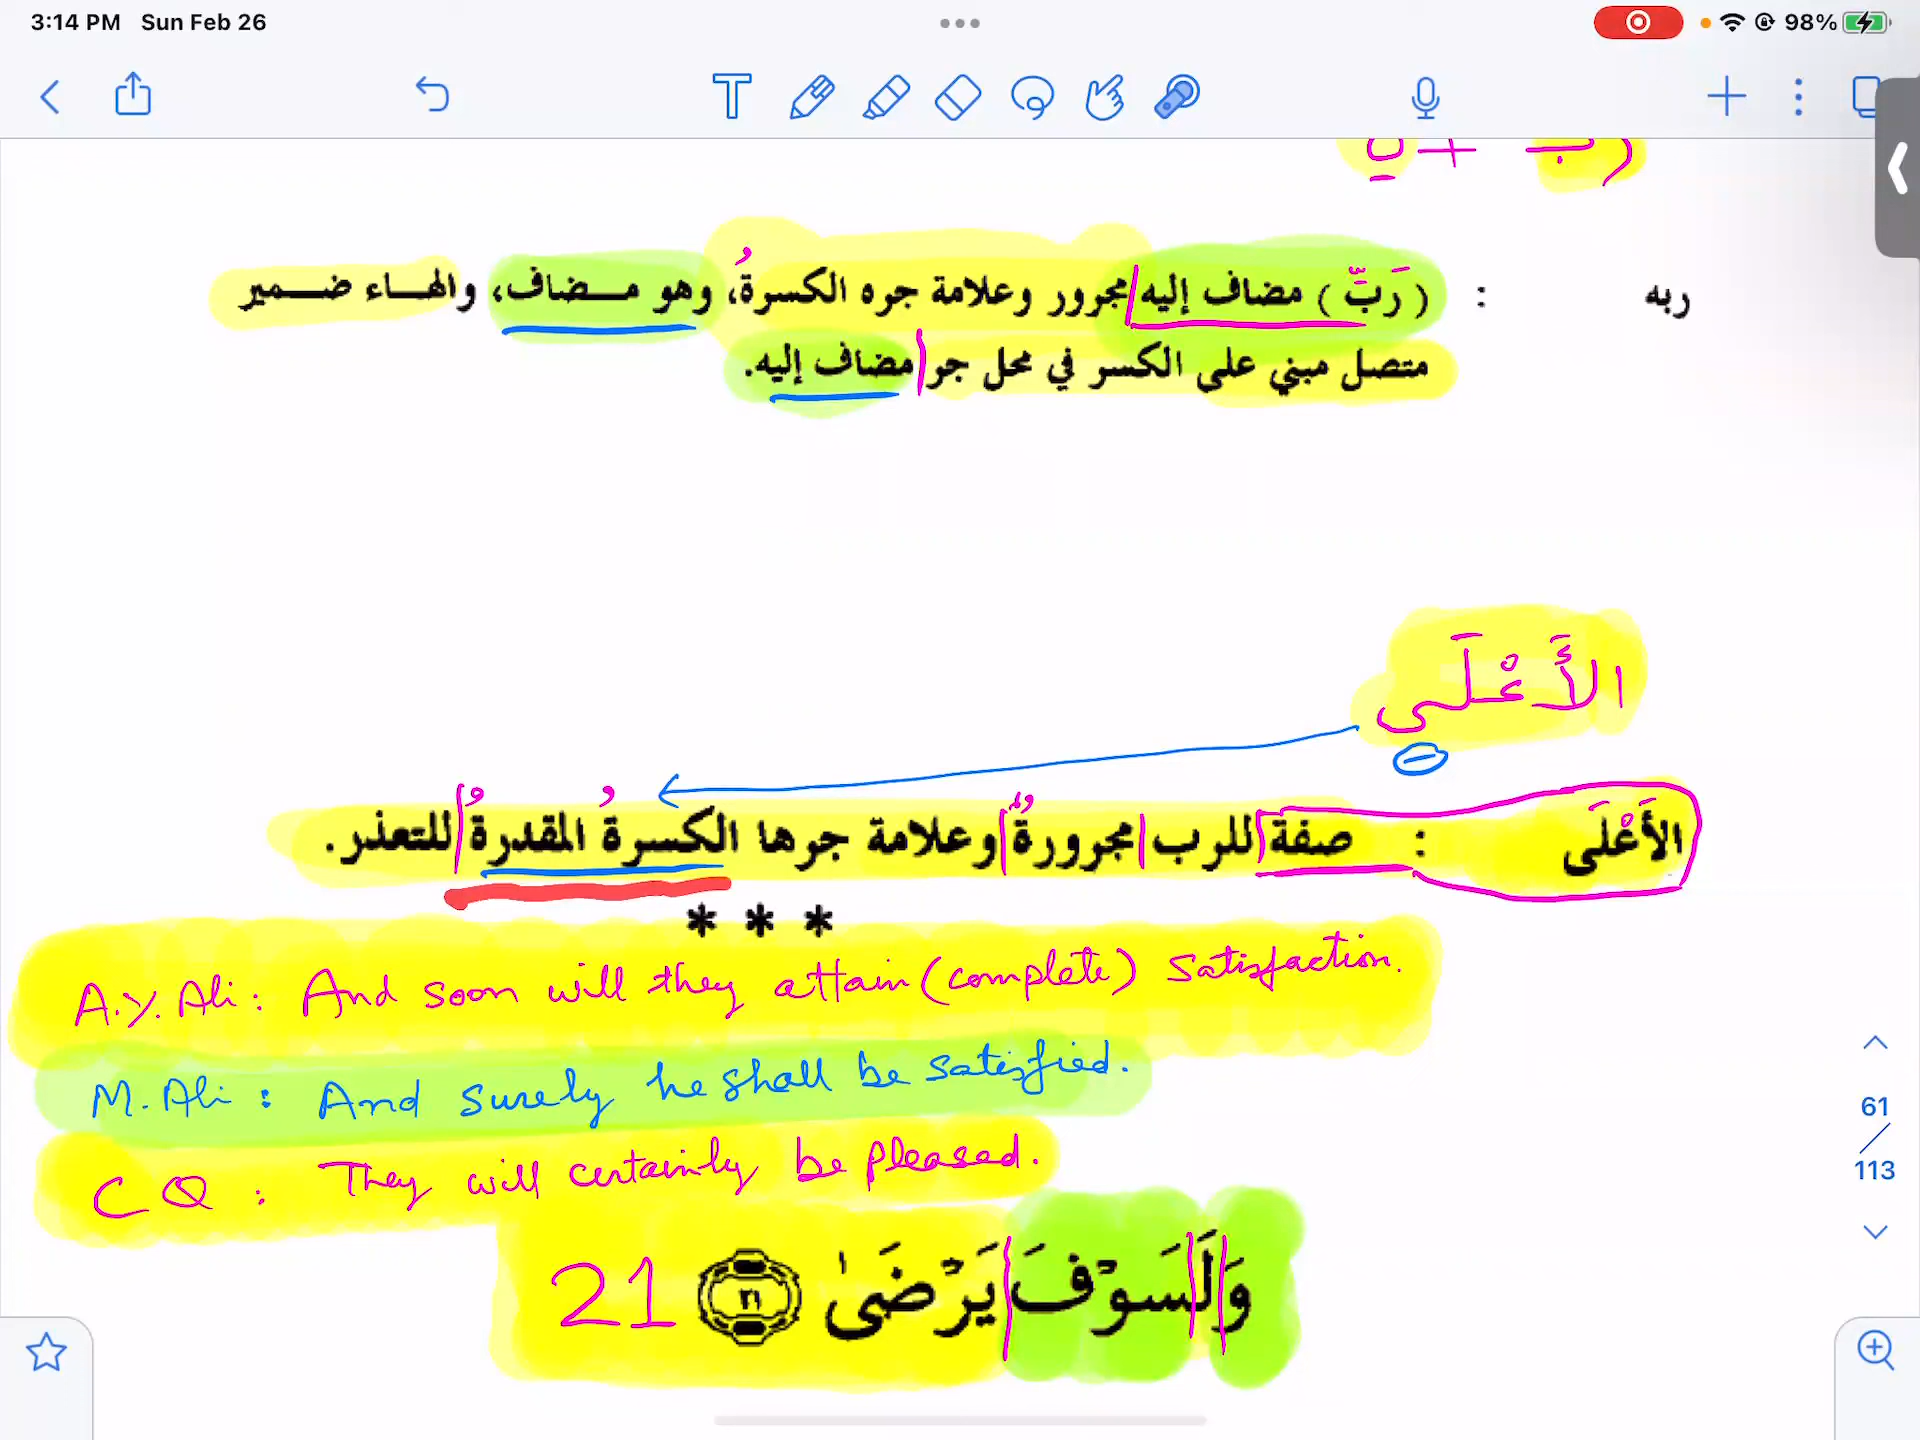 3:14 PM Sun Feb 26
98%
ربه : (رَبِّ) مضاف إليه مجرور وعلامة جره الكسرةُ، وهو مضاف، والهاء ضمير
متصل مبني على الكسر في محل جر مضاف إليه.
الأَعْلَى
الأَعْلَى : صفة للرب مجرورةٌ وعلامة جرها الكسرةُ المقدرةُ للتعذر.
* * *
A.Y. Ali: And soon will they attain (complete) satisfaction.
M. Ali: And surely he shall be satisfied.
CQ: They will certainly be pleased.
وَلَسَوْفَ يَرْضَىٰ ٢١ 21
61
113